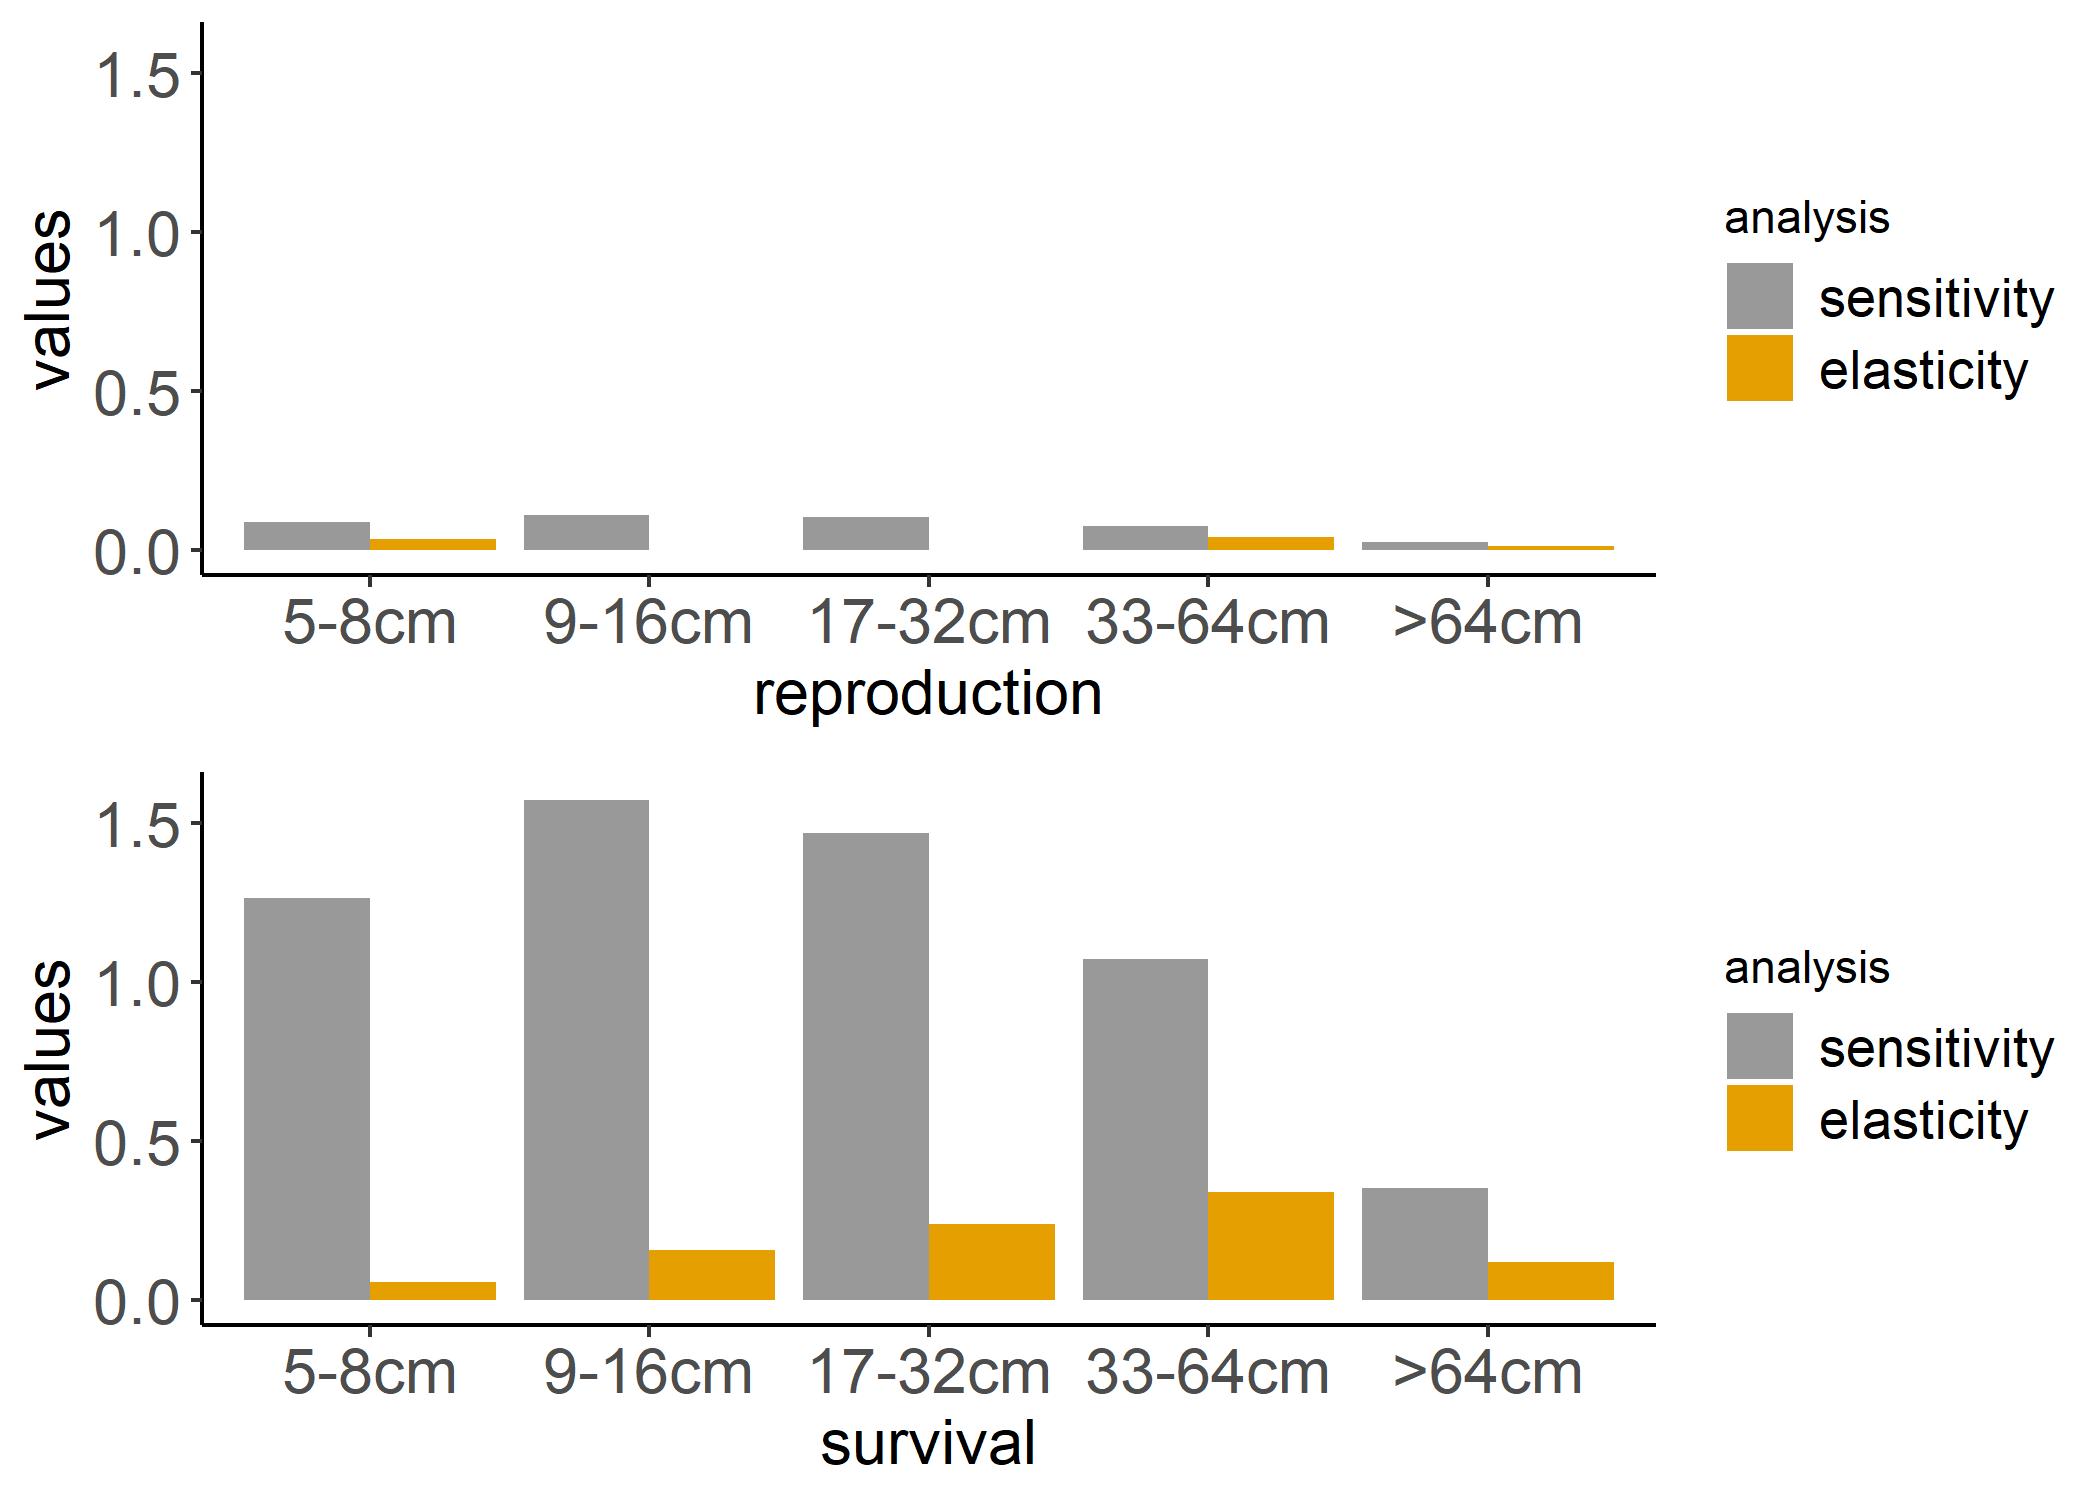 values
1.5
1.0
0.5
0.0
5-8cm 9-16cm 17-32cm 33-64cm >64cm
reproduction
analysis
sensitivity
elasticity
values
1.5
1.0
0.5
0.0
5-8cm 9-16cm 17-32cm 33-64cm >64cm
survival
analysis
sensitivity
elasticity